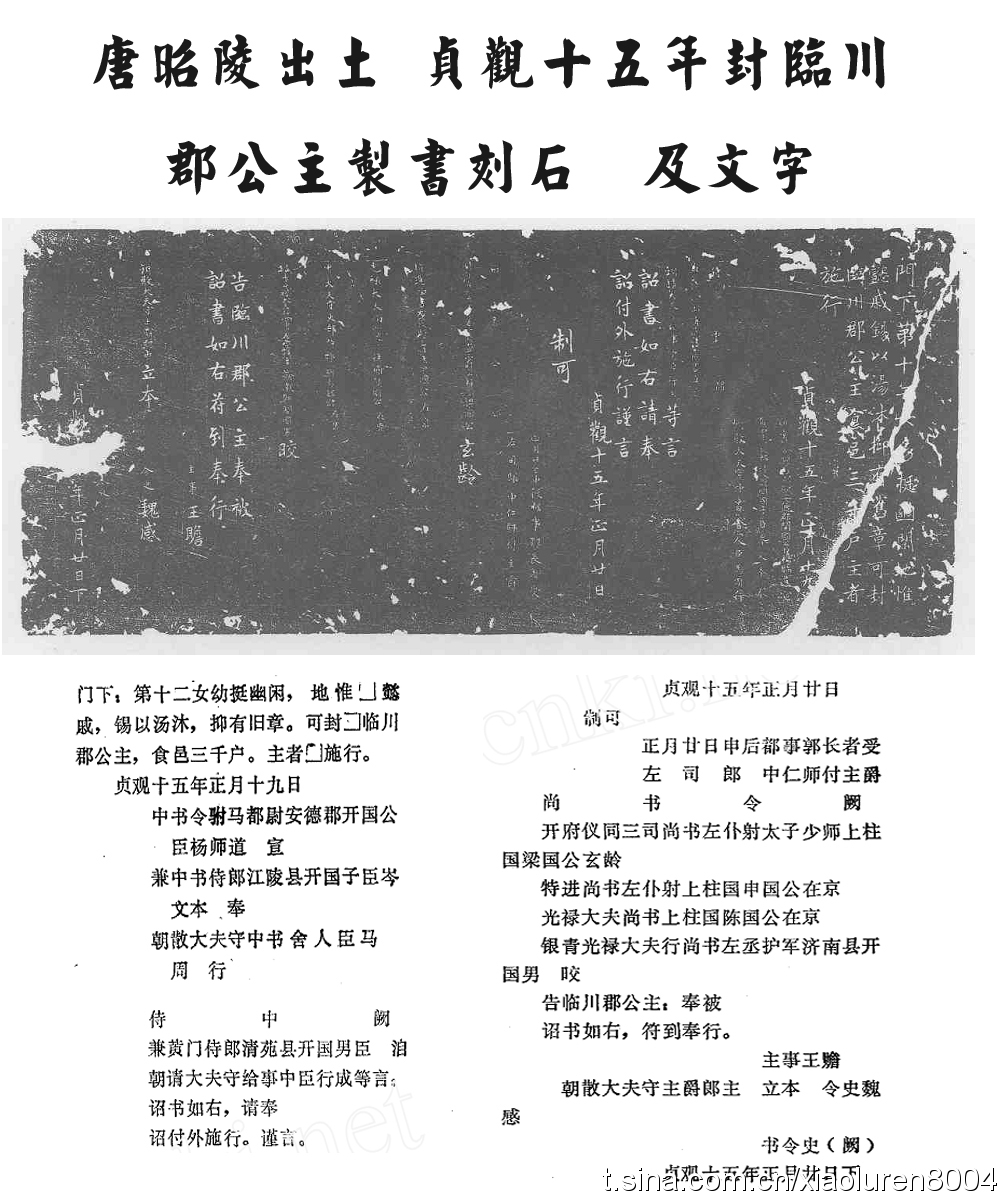 唐昭陵出土 貞觀十五年封臨川
郡公主製書刻石 及文字
門下第十 挺幽閑地惟
懿戚錫以湯沐抑有舊章可封
臨川郡公主食邑三千戶主者
施行
貞觀十五年正月十九
等言
詔書如右請奉
詔付外施行謹言
貞觀十五年正月廿日
制可
玄齡
皎
告臨川郡公主奉被
詔書如右符到奉行
主事王贍
立本 魏感
貞觀 年正月廿日下
门下：第十二女幼挺幽闲，地惟□懿
戚，锡以汤沐，抑有旧章。可封□临川
郡公主，食邑三千户。主者□施行。
贞观十五年正月十九日
中书令驸马都尉安德郡开国公
臣杨师道 宣
兼中书侍郎江陵县开国子臣岑
文本 奉
朝散大夫守中书舍人臣马
周 行
侍 中 阙
兼黄门侍郎清苑县开国男臣 洎
朝请大夫守给事中臣行成等言。
诏书如右，请奉
诏付外施行。谨言。
贞观十五年正月廿日
制可
正月廿日申后都事郭长者受
左司郎中仁师付主爵
尚书令阙
开府仪同三司尚书左仆射太子少师上柱
国梁国公玄龄
特进尚书左仆射上柱国申国公在京
光禄大夫尚书上柱国陈国公在京
银青光禄大夫行尚书左丞护军济南县开
国男 皎
告临川郡公主：奉被
诏书如右，符到奉行。
主事王赡
朝散大夫守主爵郎主 立本 令史魏
感
书令史（阙）
贞观十五年正月廿日下
t.sina.com.cn/xiaoluren8004